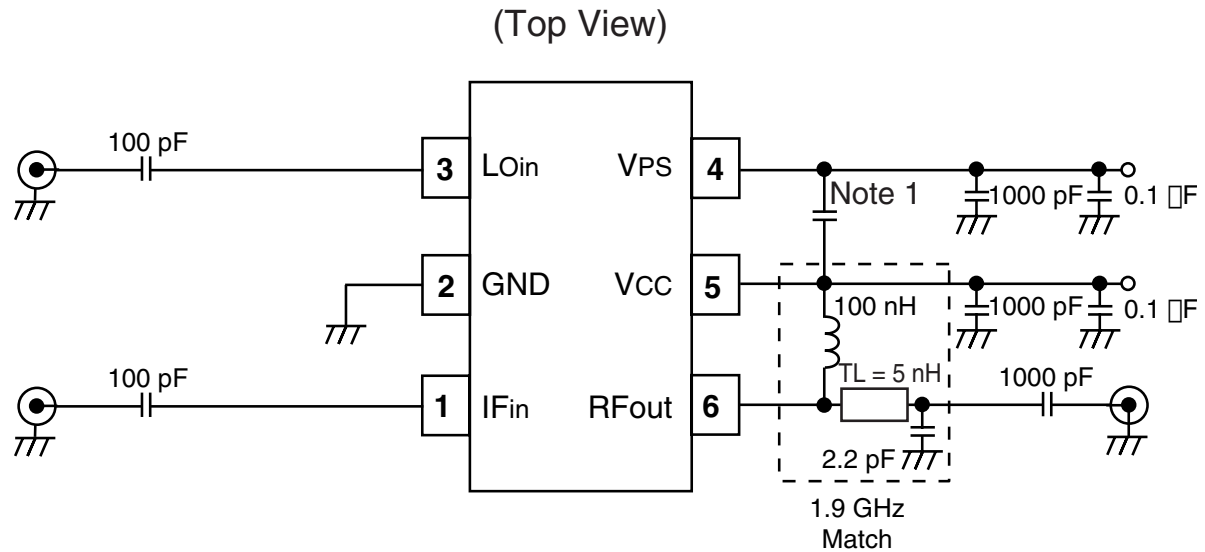 (Top View)
100 pF
3 LOin VPS 4
Note 1
1000 pF
0.1 □F
2 GND VCC 5
100 nH
1000 pF
0.1 □F
100 pF
TL = 5 nH
1000 pF
1 IFin RFout 6
2.2 pF
1.9 GHz
Match